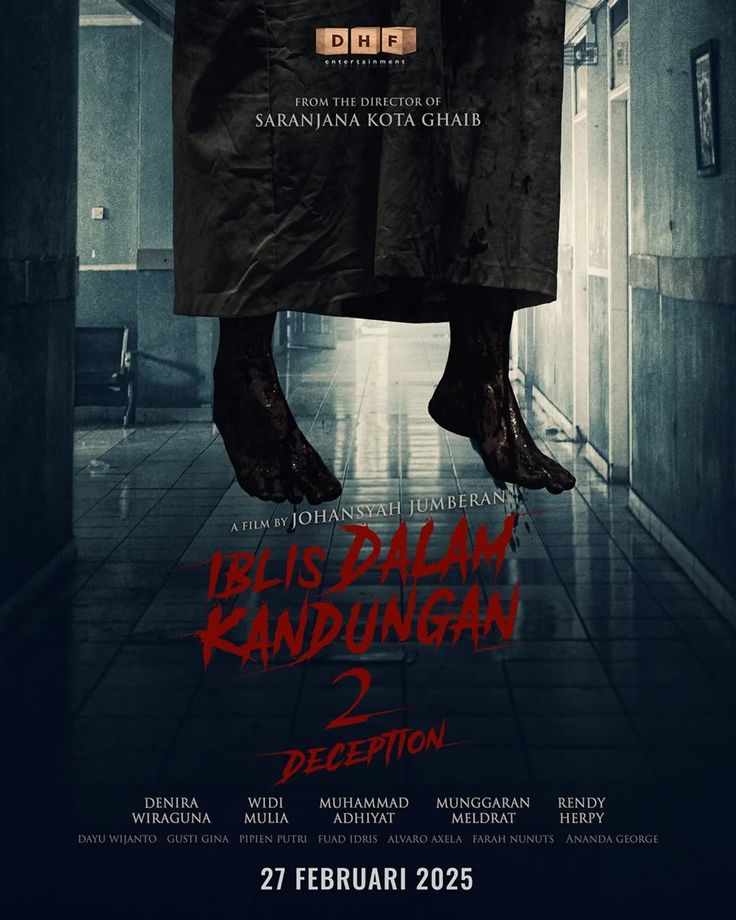 DHF
entertainment
FROM THE DIRECTOR OF
SARANJANA KOTA GHAIB
A FILM BY JOHANSYAH JUMBERAN
IBLIS DALAM
KANDUNGAN
2
DECEPTION
DENIRA WIRAGUNA WIDI MULIA MUHAMMAD ADHIYAT MUNGGARAN MELDRAT RENDY HERPY
DAYU WIJANTO GUSTI GINA PIPIEN PUTRI FUAD IDRIS ALVARO AXELA FARAH NUNUTS ANANDA GEORGE
27 FEBRUARI 2025